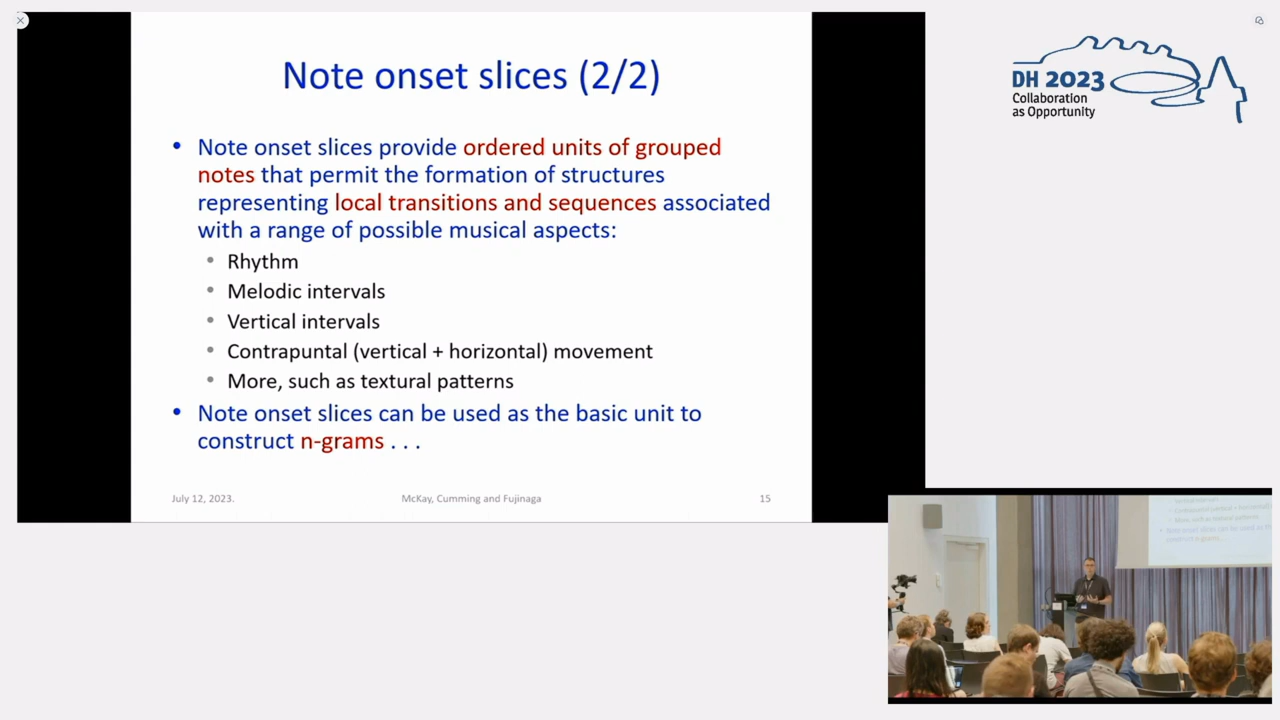 Note onset slices (2/2)
• Note onset slices provide ordered units of grouped
notes that permit the formation of structures
representing local transitions and sequences associated
with a range of possible musical aspects:
• Rhythm
• Melodic intervals
• Vertical intervals
• Contrapuntal (vertical + horizontal) movement
• More, such as textural patterns
• Note onset slices can be used as the basic unit to
construct n-grams . . .
July 12, 2023.
McKay, Cumming and Fujinaga
15
DH 2023
Collaboration
as Opportunity